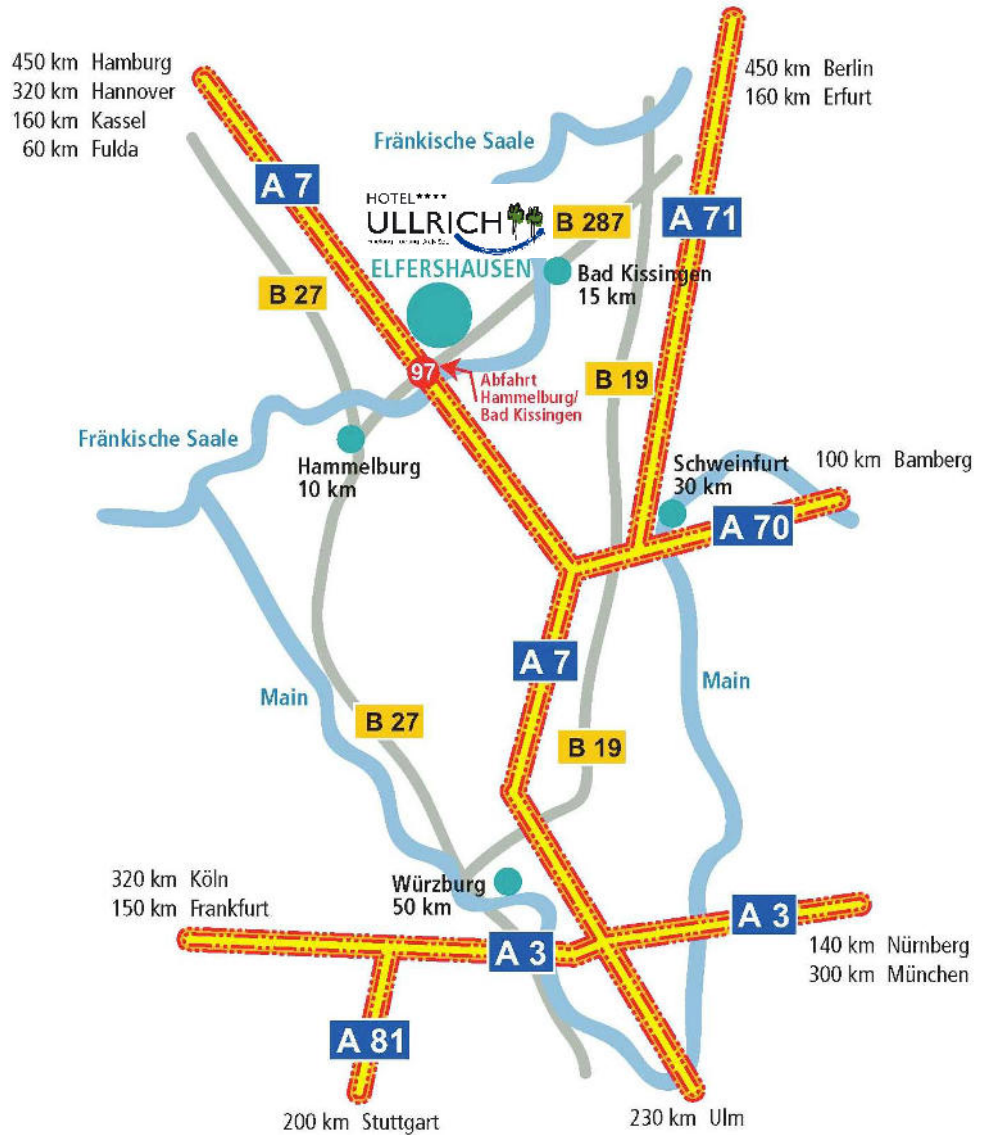 450 km Hamburg
320 km Hannover
160 km Kassel
60 km Fulda
450 km Berlin
160 km Erfurt
Fränkische Saale
A 7
HOTEL****
ULLRICH
B 287
A 71
ELFERSHAUSEN
Bad Kissingen
15 km
B 27
97
Abfahrt
Hammelburg/
Bad Kissingen
B 19
Fränkische Saale
Hammelburg
10 km
Schweinfurt
30 km
100 km Bamberg
A 70
A 7
Main
Main
B 27
B 19
320 km Köln
150 km Frankfurt
Würzburg
50 km
A 3
A 3
140 km Nürnberg
300 km München
A 81
200 km Stuttgart
230 km Ulm